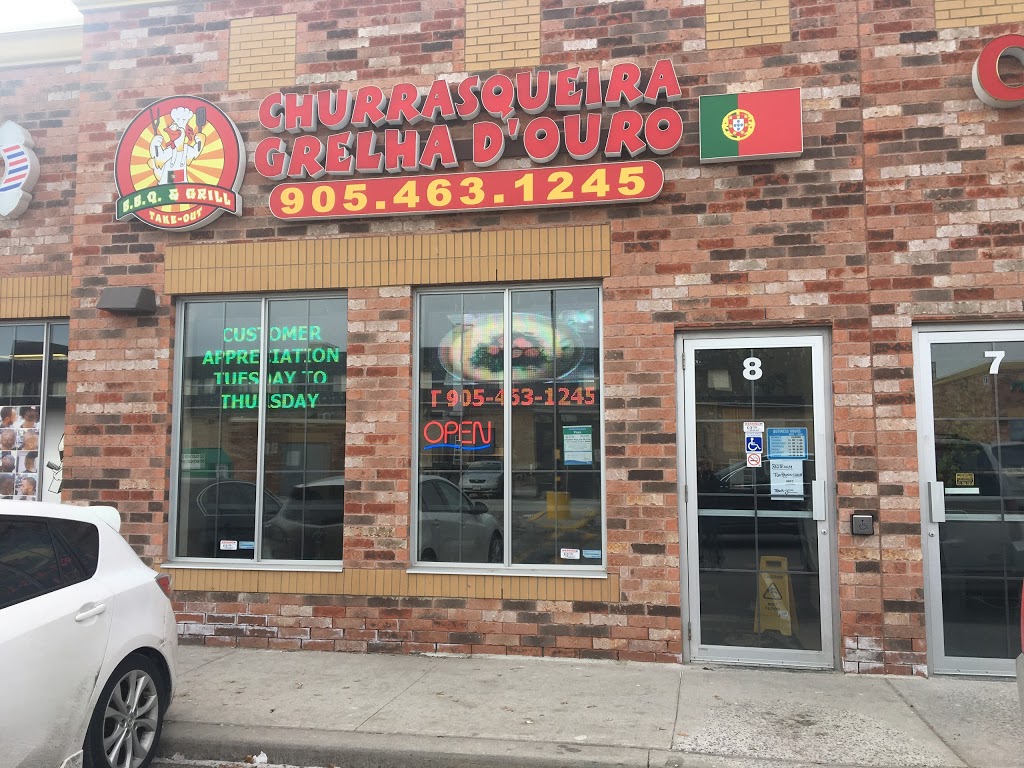 CHURRASQUEIRA
GRELHA D'OURO
905.463.1245
B.B.Q. & GRILL
TAKE-OUT
CUSTOMER
APPRECIATION
TUESDAY TO
THURSDAY
T 905-463-1245
OPEN
8
7